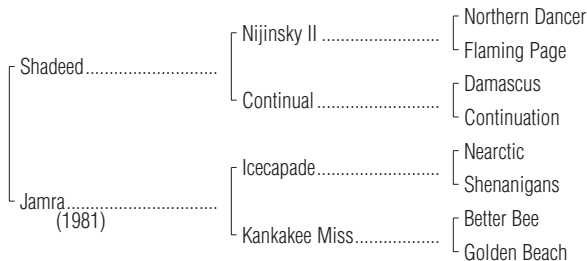 Northern Dancer
Nijinsky II ........................
Flaming Page
Shadeed...........................
Damascus
Continual .........................
Continuation
Nearctic
Icecapade.........................
Shenanigans
Jamra...............................
(1981)
Better Bee
Kankakee Miss.................
Golden Beach